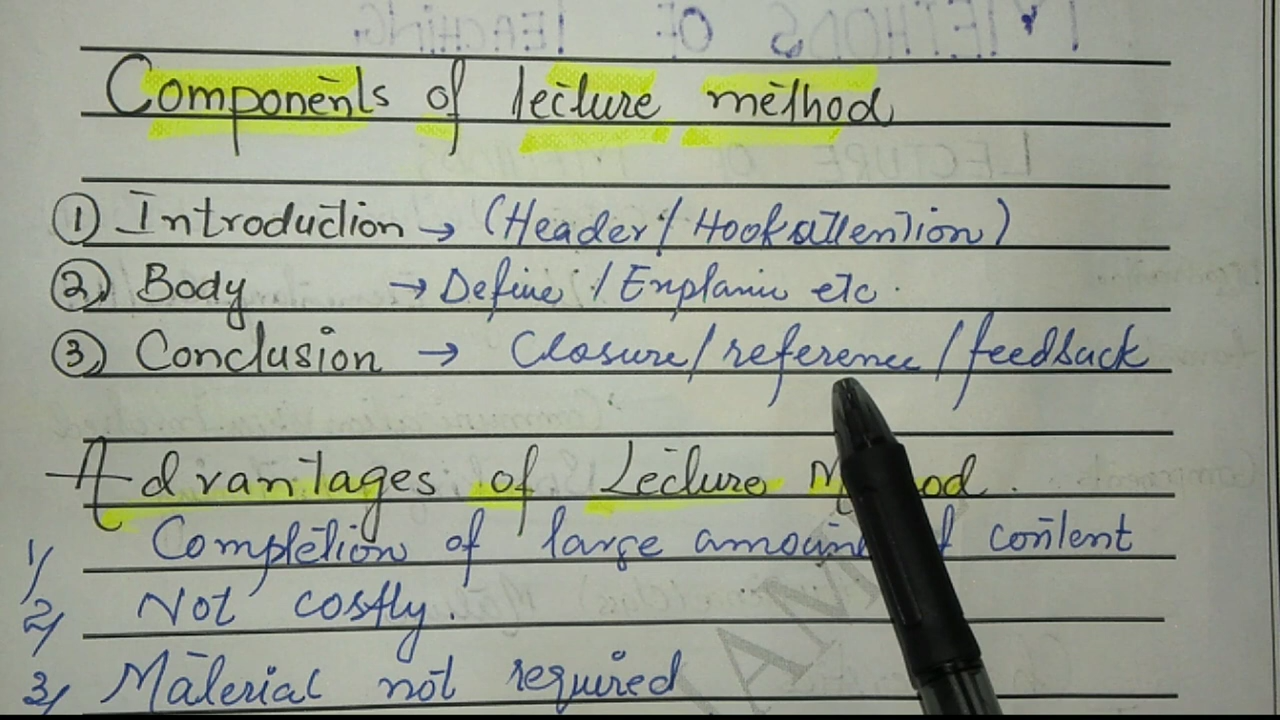 Components of lecture method
① Introduction → (Header / Hook attention)
② Body → Define / Explain etc.
③ Conclusion → Closure / reference / feedback
Advantages of Lecture M od.
1/ Completion of large amoun f content
2/ Not costly.
3/ Material not required